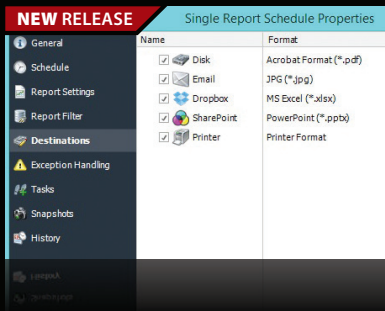 NEW RELEASE
Single Report Schedule Properties
General
Schedule
Report Settings
Report Filter
Destinations
Exception Handling
Tasks
Snapshots
History
Name Format
Disk Acrobat Format (*.pdf)
Email JPG (*.jpg)
Dropbox MS Excel (*.xlsx)
SharePoint PowerPoint (*.pptx)
Printer Printer Format